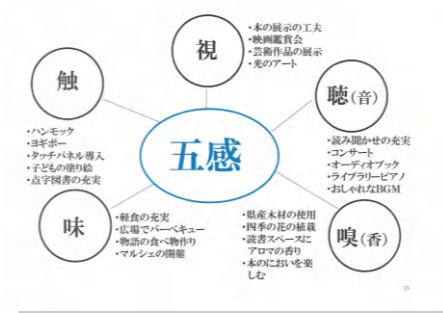 視
・本の展示の工夫
・映画鑑賞会
・芸術作品の展示
・光のアート
触
・ハンモック
・ヨギボー
・タッチパネル導入
・子どもの塗り絵
・点字図書の充実
聴(音)
・読み聞かせの充実
・コンサート
・オーディオブック
・ライブラリーピアノ
・おしゃれなBGM
五感
味
・軽食の充実
・広場でバーベキュー
・物語の食べ物作り
・マルシェの開催
・県産木材の使用
・四季の花の植栽
・読書スペースに
アロマの香り
・本のにおいを楽
しむ
嗅(香)